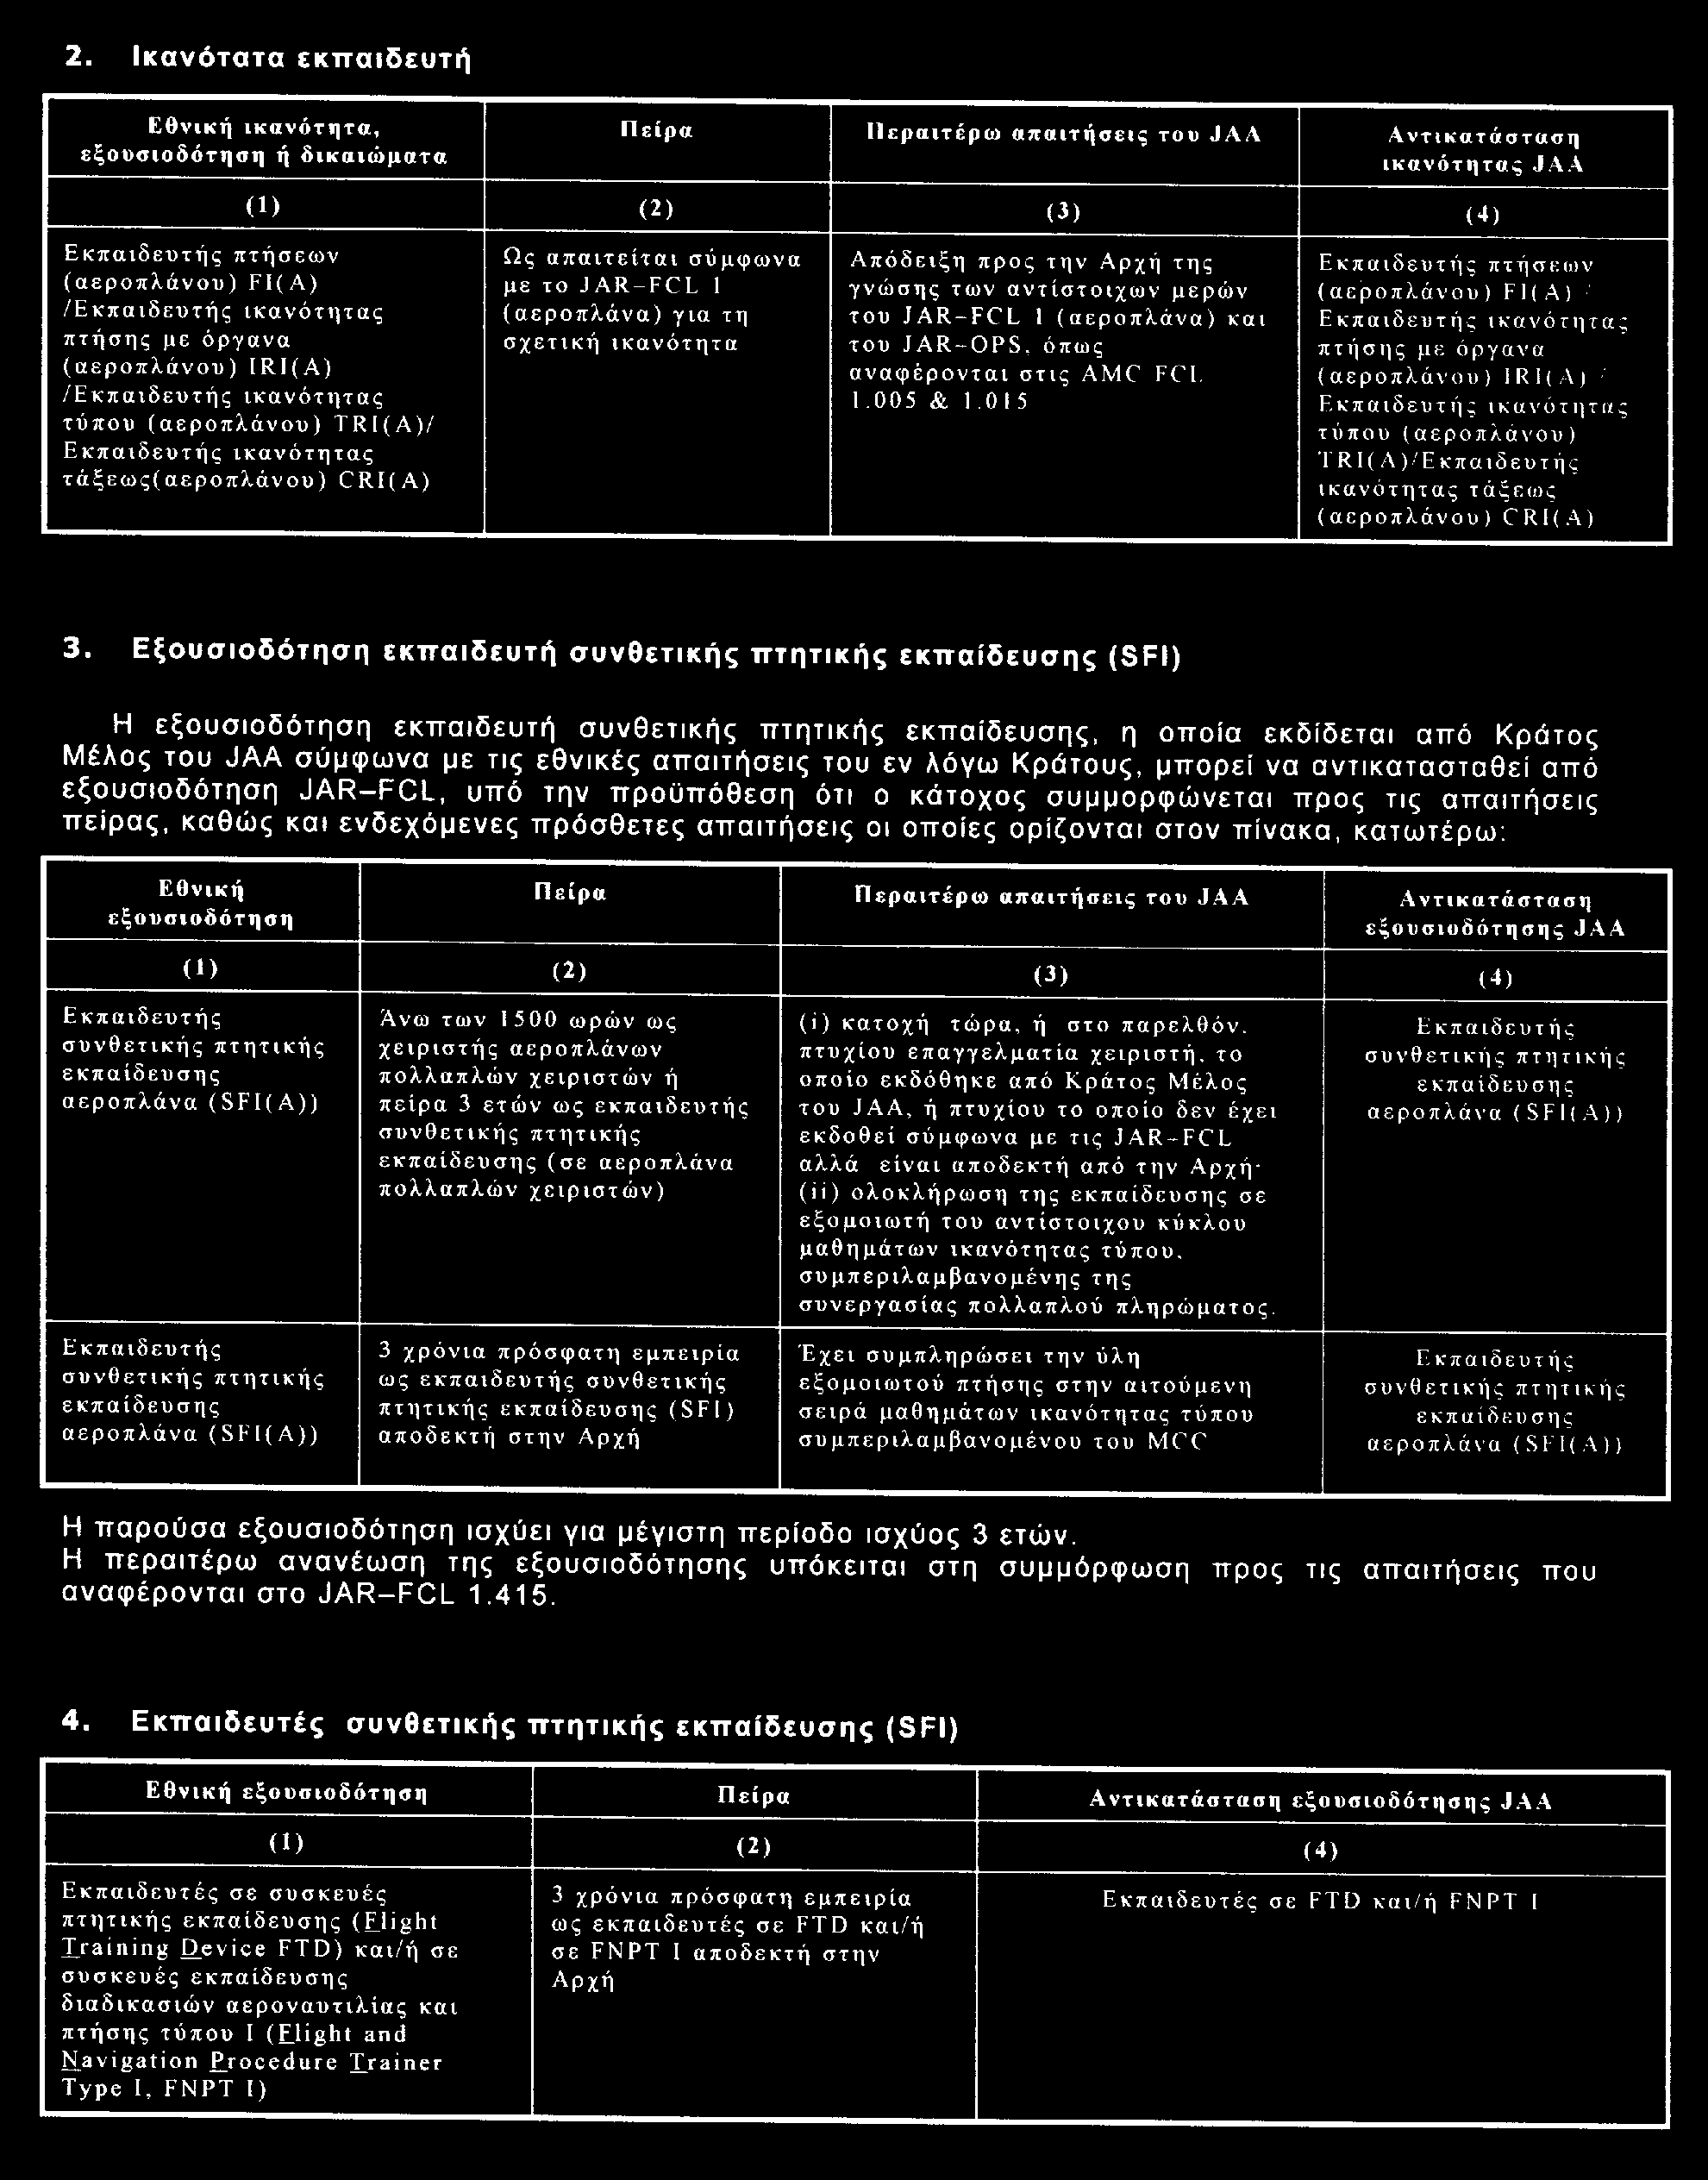 2. Ικανότατα εκπαιδευτή
Εθνική ικανότητα,
εξουσιοδότηση ή δικαιώματα
Πείρα
Περαιτέρω απαιτήσεις του JAA
Αντικατάσταση
ικανότητας JAA
(1)
(2)
(3)
(4)
Εκπαιδευτής πτήσεων
(αεροπλάνου) FI(A)
/Εκπαιδευτής ικανότητας
πτήσης με όργανα
(αεροπλάνου) IRI(A)
/Εκπαιδευτής ικανότητας
τύπου (αεροπλάνου) TRI(A)/
Εκπαιδευτής ικανότητας
τάξεως(αεροπλάνου) CRI(A)
Ως απαιτείται σύμφωνα
με το JAR-FCL 1
(αεροπλάνα) για τη
σχετική ικανότητα
Απόδειξη προς την Αρχή της
γνώσης των αντίστοιχων μερών
του JAR-FCL 1 (αεροπλάνα) και
του JAR-OPS, όπως
αναφέρονται στις AMC FCL
1.005 & 1.015
Εκπαιδευτής πτήσεων
(αεροπλάνου) FI(A) /
Εκπαιδευτής ικανότητας
πτήσης με όργανα
(αεροπλάνου) IRI(A) /
Εκπαιδευτής ικανότητας
τύπου (αεροπλάνου)
TRI(A)/Εκπαιδευτής
ικανότητας τάξεως
(αεροπλάνου) CRI(A)
3. Εξουσιοδότηση εκπαιδευτή συνθετικής πτητικής εκπαίδευσης (SFI)
Η εξουσιοδότηση εκπαιδευτή συνθετικής πτητικής εκπαίδευσης, η οποία εκδίδεται από Κράτος
Μέλος του JAA σύμφωνα με τις εθνικές απαιτήσεις του εν λόγω Κράτους, μπορεί να αντικατασταθεί από
εξουσιοδότηση JAR-FCL, υπό την προϋπόθεση ότι ο κάτοχος συμμορφώνεται προς τις απαιτήσεις
πείρας, καθώς και ενδεχόμενες πρόσθετες απαιτήσεις οι οποίες ορίζονται στον πίνακα, κατωτέρω:
Εθνική
εξουσιοδότηση
Πείρα
Περαιτέρω απαιτήσεις του JAA
Αντικατάσταση
εξουσιοδότησης JAA
(1)
(2)
(3)
(4)
Εκπαιδευτής
συνθετικής πτητικής
εκπαίδευσης
αεροπλάνα (SFI(A))
Άνω των 1500 ωρών ως
χειριστής αεροπλάνων
πολλαπλών χειριστών ή
πείρα 3 ετών ως εκπαιδευτής
συνθετικής πτητικής
εκπαίδευσης (σε αεροπλάνα
πολλαπλών χειριστών)
(i) κατοχή τώρα, ή στο παρελθόν,
πτυχίου επαγγελματία χειριστή, το
οποίο εκδόθηκε από Κράτος Μέλος
του JAA, ή πτυχίου το οποίο δεν έχει
εκδοθεί σύμφωνα με τις JAR-FCL
αλλά είναι αποδεκτή από την Αρχή·
(ii) ολοκλήρωση της εκπαίδευσης σε
εξομοιωτή του αντίστοιχου κύκλου
μαθημάτων ικανότητας τύπου,
συμπεριλαμβανομένης της
συνεργασίας πολλαπλού πληρώματος.
Εκπαιδευτής
συνθετικής πτητικής
εκπαίδευσης
αεροπλάνα (SFI(A))
Εκπαιδευτής
συνθετικής πτητικής
εκπαίδευσης
αεροπλάνα (SFI(A))
3 χρόνια πρόσφατη εμπειρία
ως εκπαιδευτής συνθετικής
πτητικής εκπαίδευσης (SFI)
αποδεκτή στην Αρχή
Έχει συμπληρώσει την ύλη
εξομοιωτού πτήσης στην αιτούμενη
σειρά μαθημάτων ικανότητας τύπου
συμπεριλαμβανομένου του MCC
Εκπαιδευτής
συνθετικής πτητικής
εκπαίδευσης
αεροπλάνα (SFI(A))
Η παρούσα εξουσιοδότηση ισχύει για μέγιστη περίοδο ισχύος 3 ετών.
Η περαιτέρω ανανέωση της εξουσιοδότησης υπόκειται στη συμμόρφωση προς τις απαιτήσεις που
αναφέρονται στο JAR-FCL 1.415.
4. Εκπαιδευτές συνθετικής πτητικής εκπαίδευσης (SFI)
Εθνική εξουσιοδότηση
Πείρα
Αντικατάσταση εξουσιοδότησης JAA
(1)
(2)
(4)
Εκπαιδευτές σε συσκευές
πτητικής εκπαίδευσης (Flight
Training Device FTD) και/ή σε
συσκευές εκπαίδευσης
διαδικασιών αεροναυτιλίας και
πτήσης τύπου I (Flight and
Navigation Procedure Trainer
Type I, FNPT I)
3 χρόνια πρόσφατη εμπειρία
ως εκπαιδευτές σε FTD και/ή
σε FNPT I αποδεκτή στην
Αρχή
Εκπαιδευτές σε FTD και/ή FNPT I